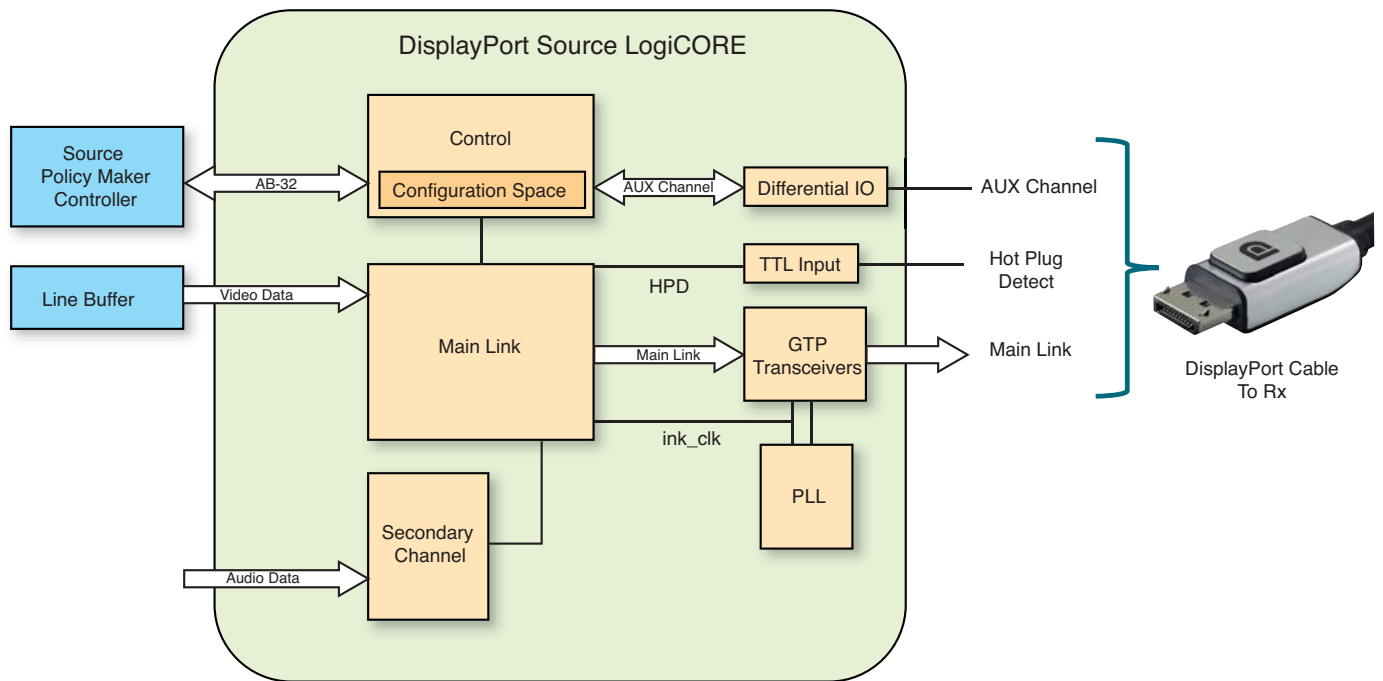 DisplayPort Source LogiCORE
Source
Policy Maker
Controller
AB-32
Control
Configuration Space
AUX Channel
Differential IO
AUX Channel
Line Buffer
Video Data
Main Link
HPD
TTL Input
Hot Plug
Detect
Main Link
GTP
Transceivers
Main Link
ink_clk
PLL
Secondary
Channel
Audio Data
DisplayPort Cable
To Rx